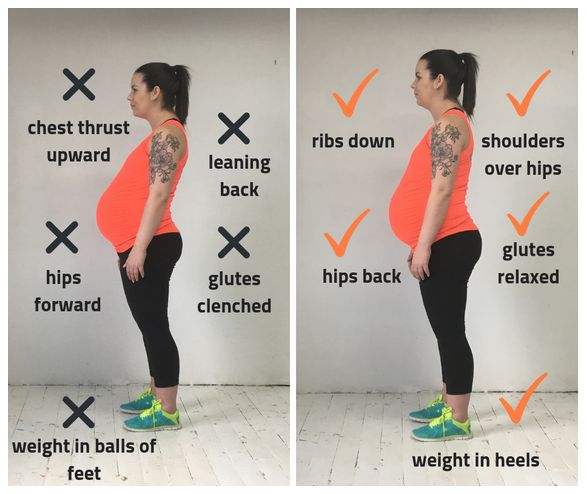 chest thrust
upward
leaning
back
hips
forward
glutes
clenched
weight in balls of
feet
ribs down
shoulders
over hips
hips back
glutes
relaxed
weight in heels